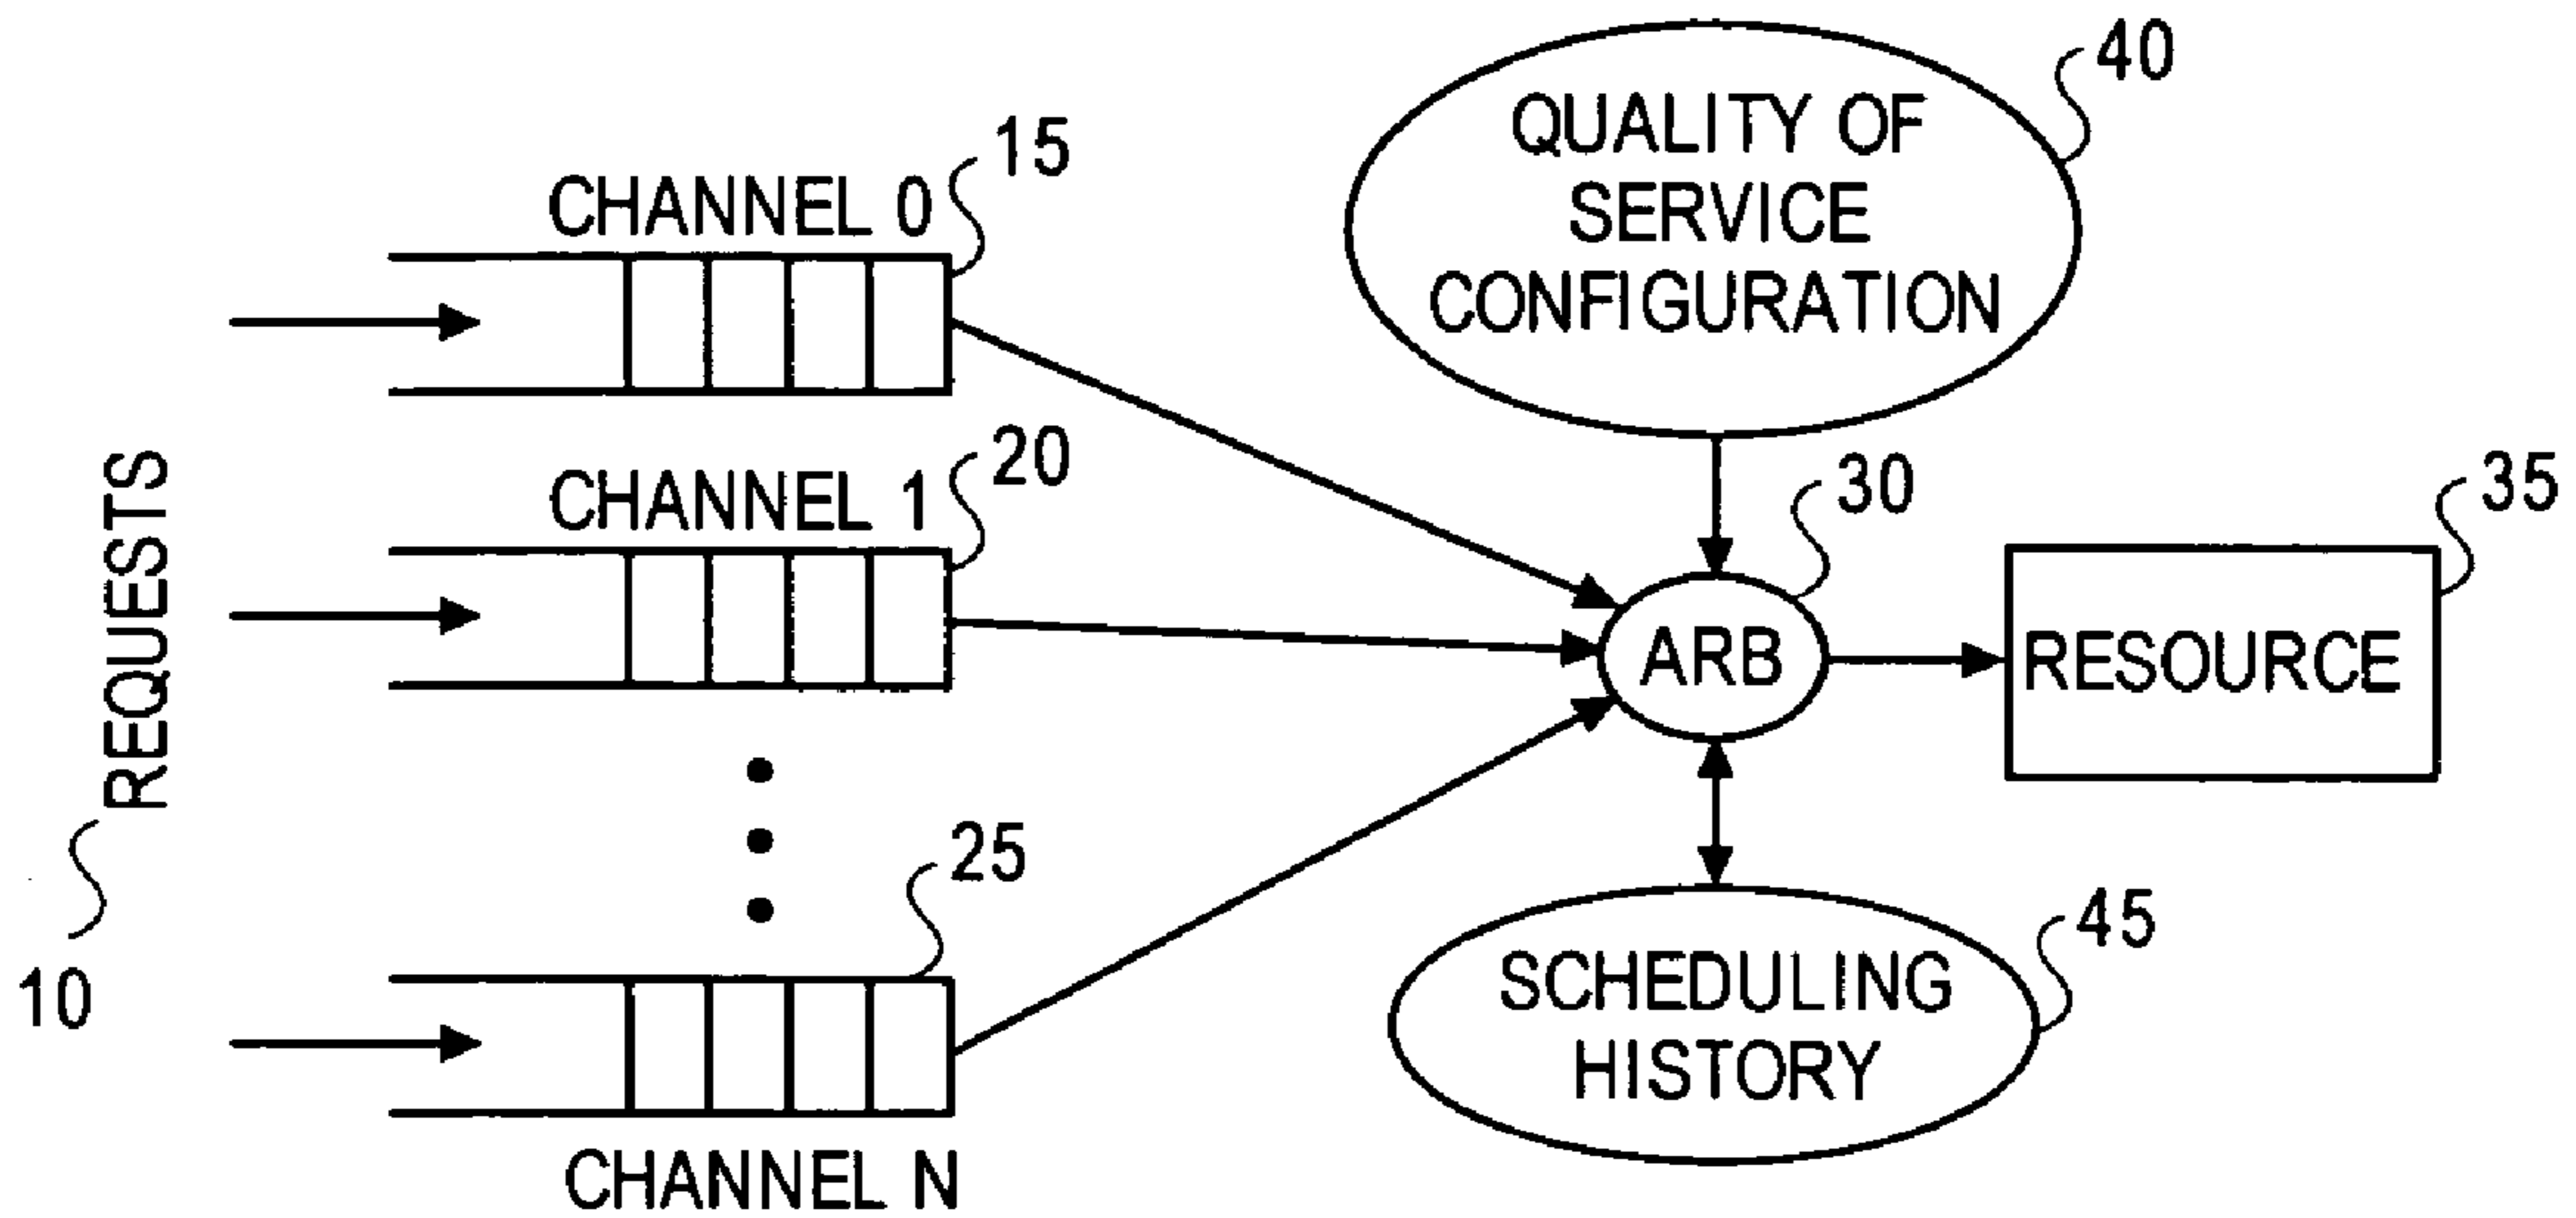 REQUESTS
10
CHANNEL 0
15
CHANNEL 1
20
25
CHANNEL N
QUALITY OF
SERVICE
CONFIGURATION
40
30
ARB
35
RESOURCE
45
SCHEDULING
HISTORY